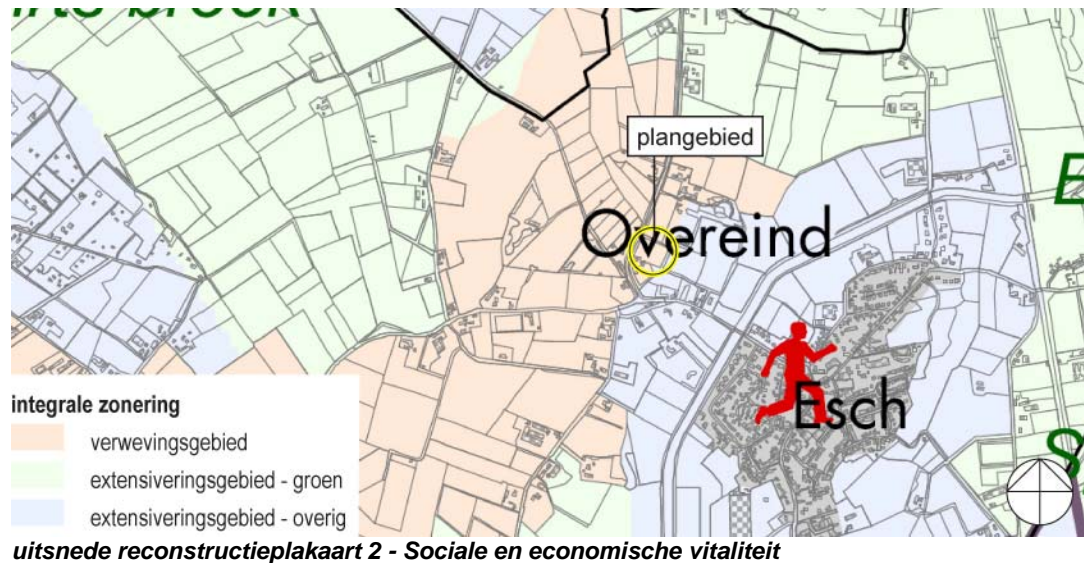 plangebied
Overeind
E
Esch
S
integrale zonering
verwevingsgebied
extensiveringsgebied - groen
extensiveringsgebied - overig
uitsnede reconstructieplakaart 2 - Sociale en economische vitaliteit